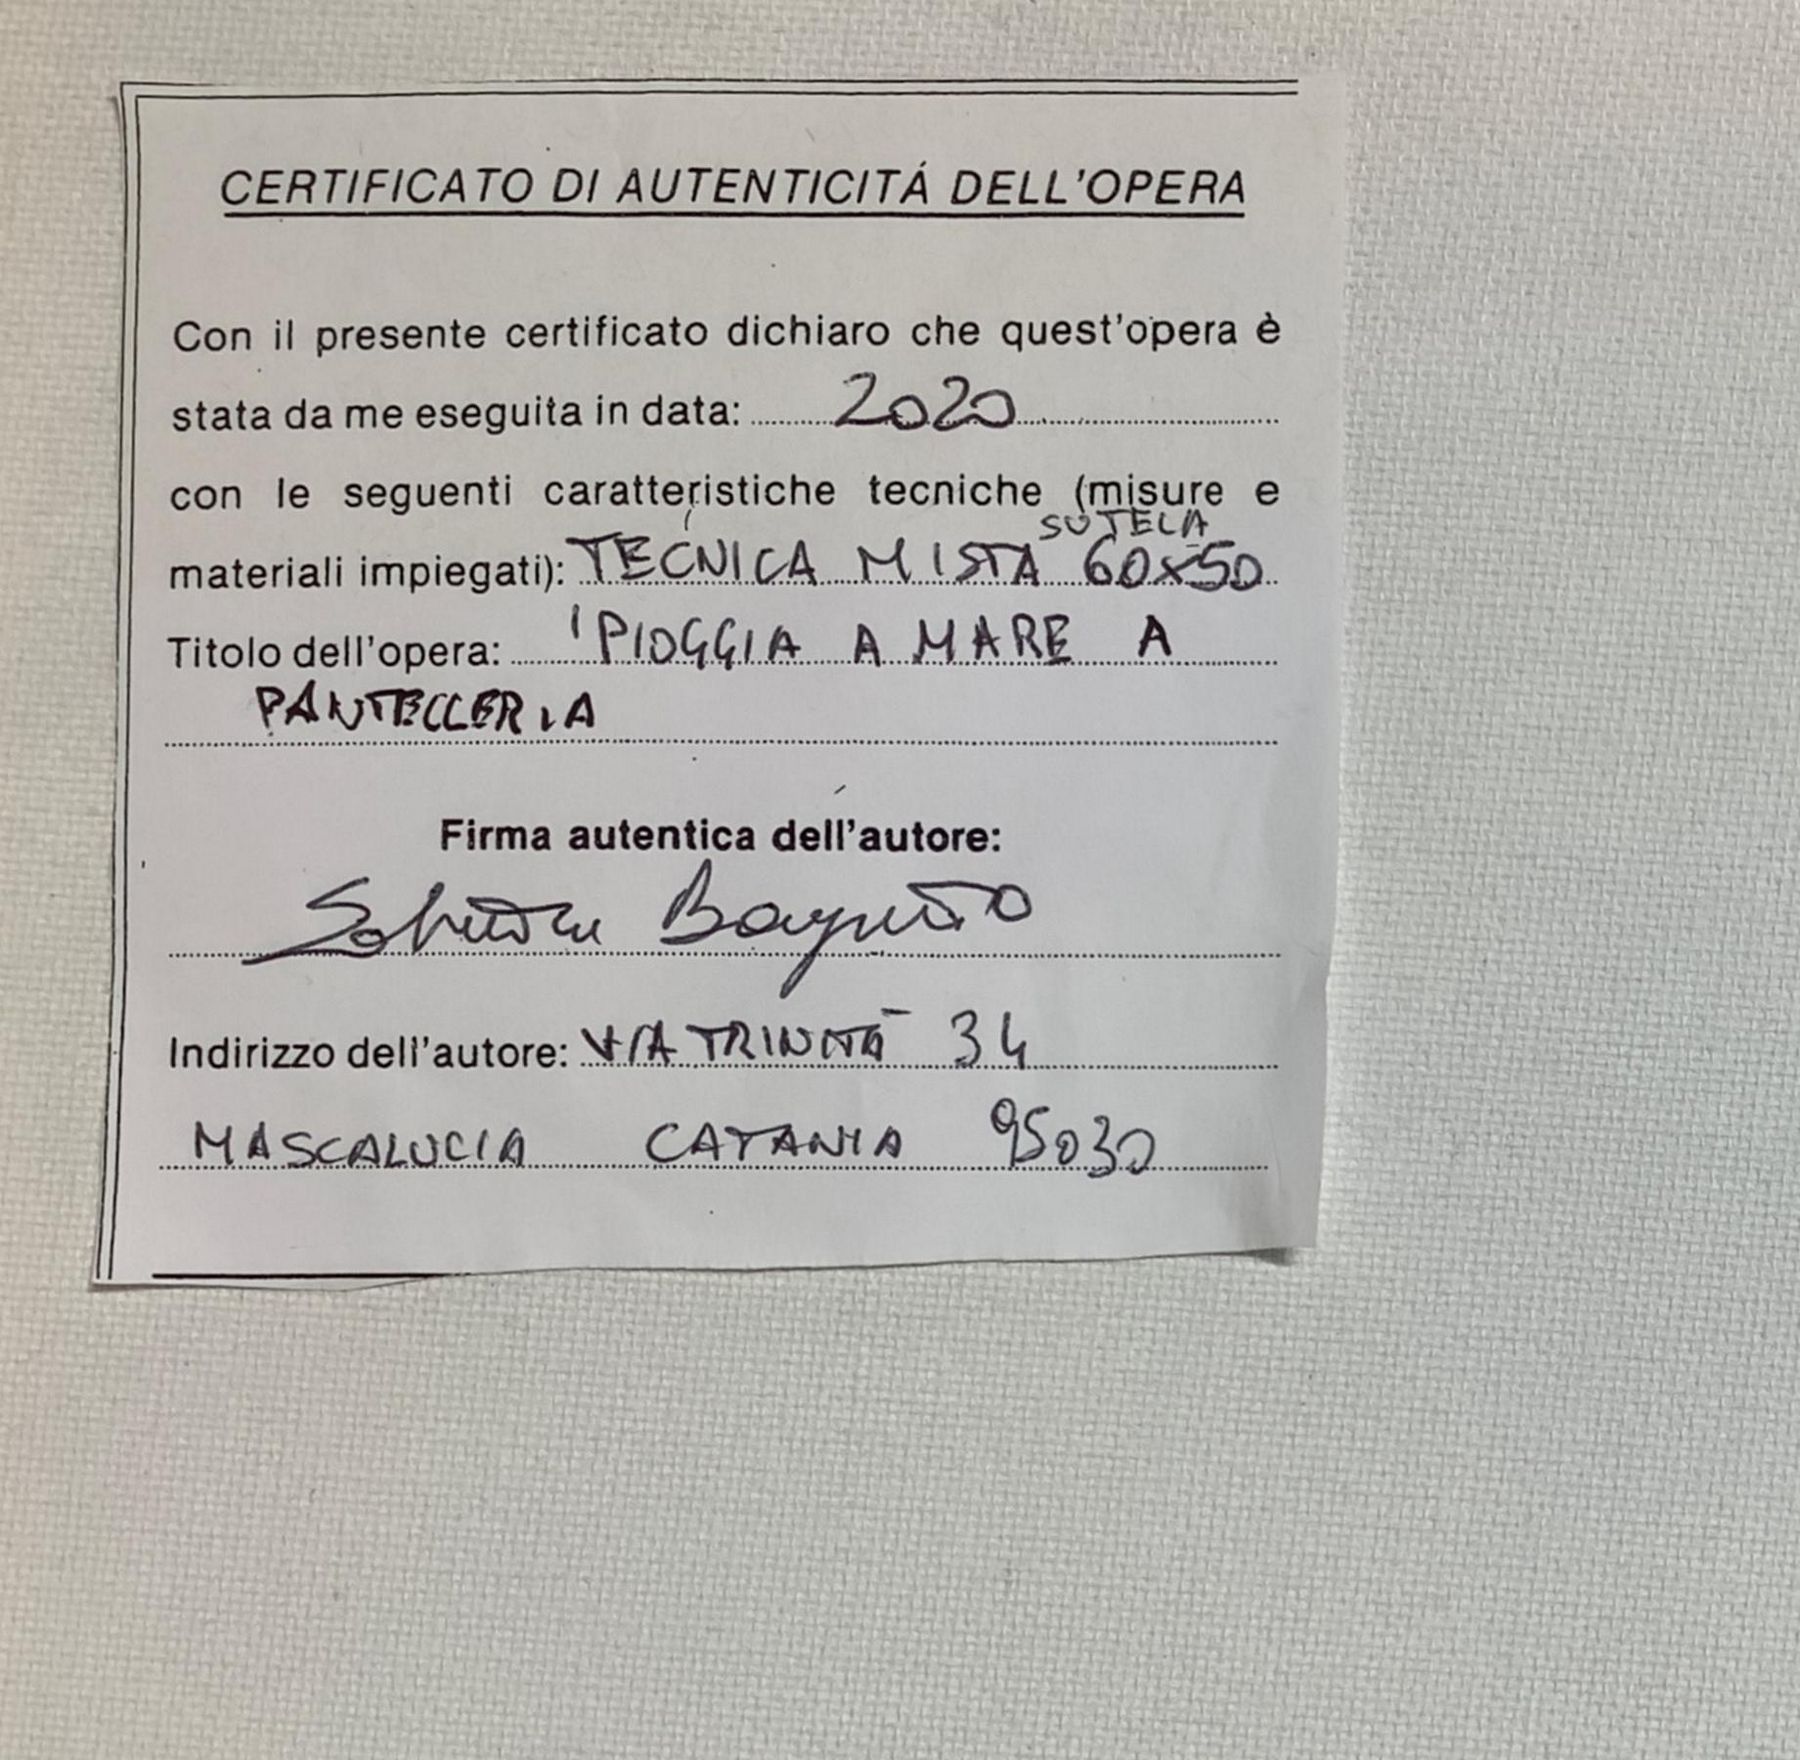 CERTIFICATO DI AUTENTICITÁ DELL'OPERA
Con il presente certificato dichiaro che quest'opera è
stata da me eseguita in data: 2020
con le seguenti caratteristiche tecniche (misure e
SU TELA
materiali impiegati): TECNICA MISTA 60x50
Titolo dell'opera: PIOGGIA A MARE A
PANTELLERIA
Firma autentica dell'autore:
Salvatore
Indirizzo dell'autore: VIA TRINITÀ 34
MASCALUCIA CATANIA 95030